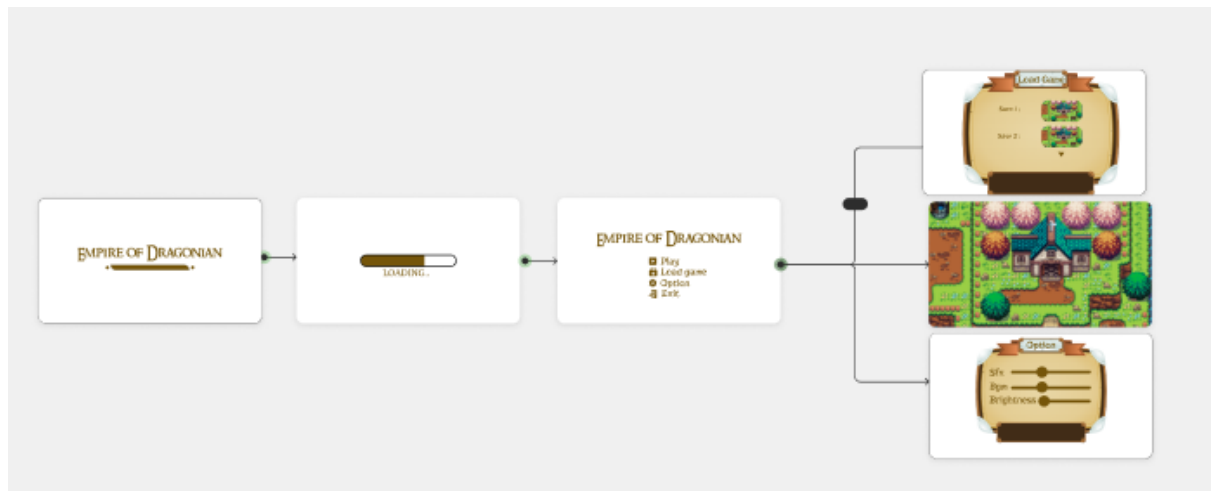 EMPIRE OF DRAGONIAN
LOADING..
EMPIRE OF DRAGONIAN
Play
Load game
Option
Exit
Load Game
Save 1 :
Save 2 :
Option
Sfx
Bgm
Brightness